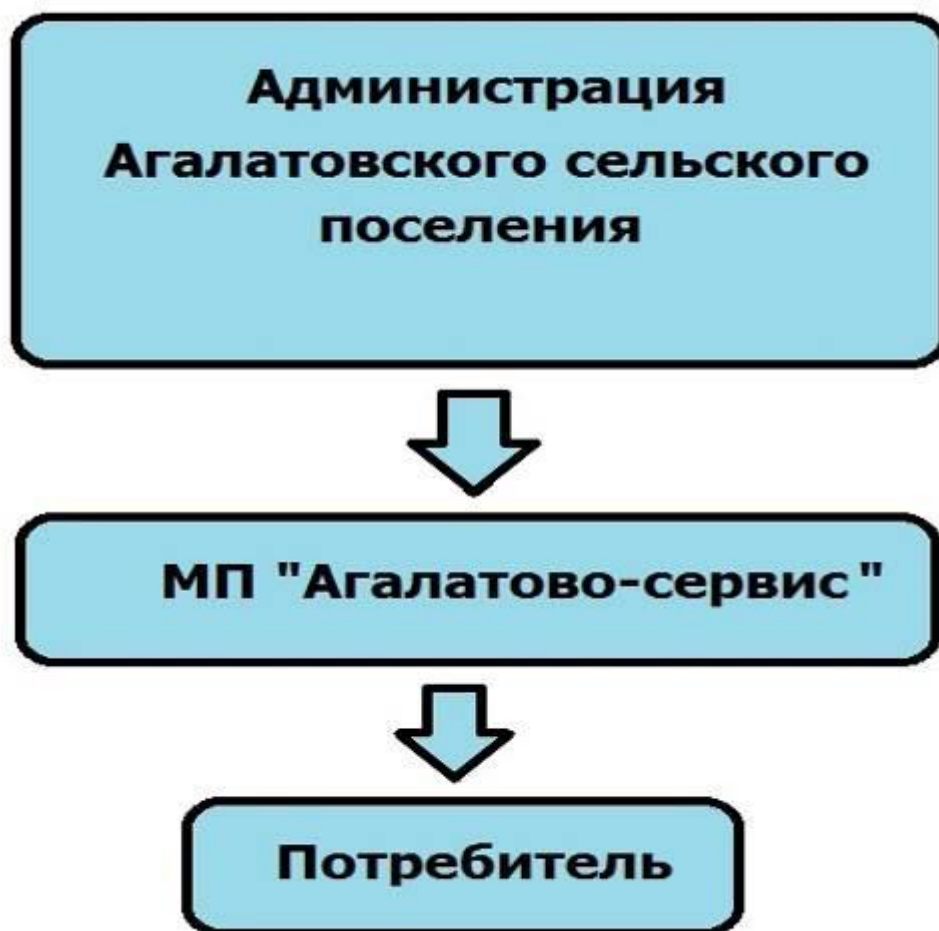 Администрация
Агалатовского сельского
поселения
МП "Агалатово-сервис"
Потребитель